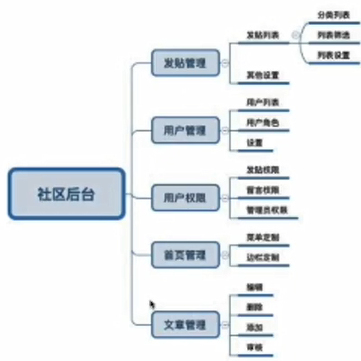 社区后台
发贴管理
发贴列表
分类列表
列表筛选
列表设置
其他设置
用户管理
用户列表
用户角色
设置
用户权限
发贴权限
留言权限
管理员权限
首页管理
菜单定制
边栏定制
文章管理
编辑
删除
添加
审核